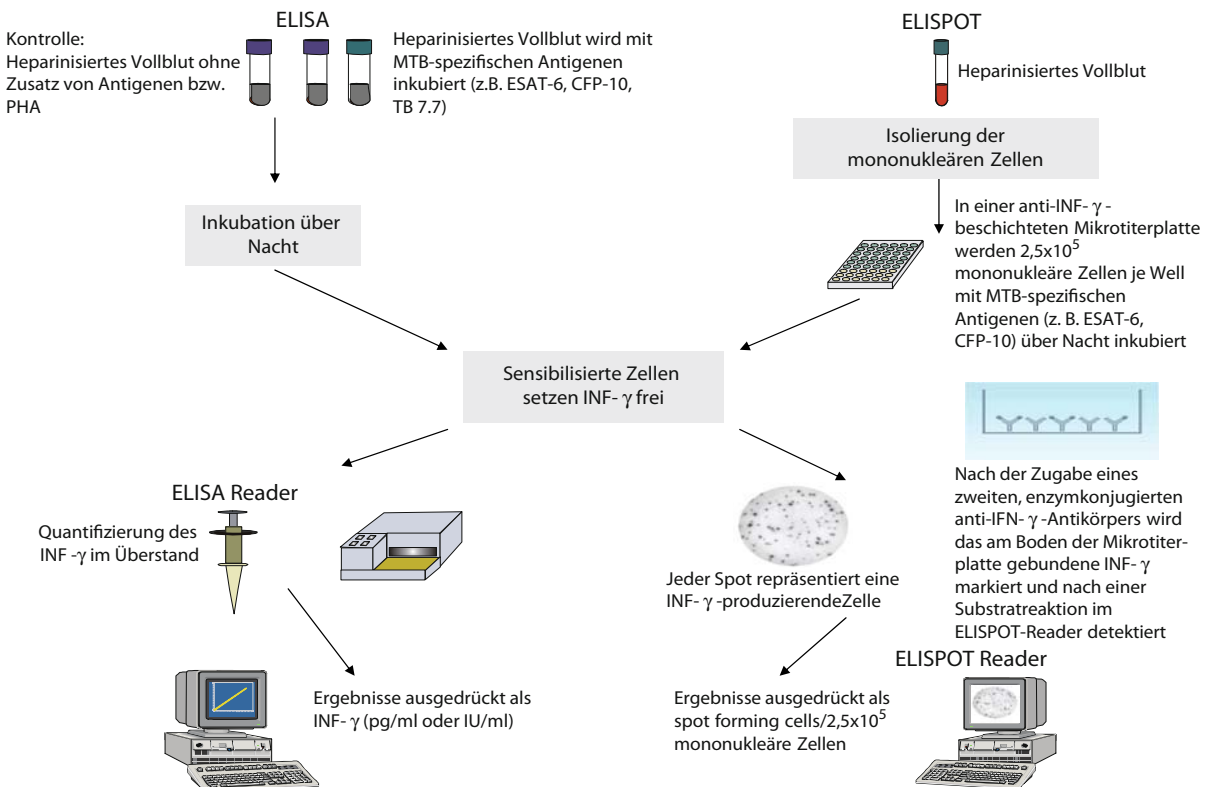 ELISA
Kontrolle:
Heparinisiertes Vollblut ohne
Zusatz von Antigenen bzw.
PHA
Heparinisiertes Vollblut wird mit
MTB-spezifischen Antigenen
inkubiert (z.B. ESAT-6, CFP-10,
TB 7.7)
Inkubation über
Nacht
ELISPOT
Heparinisiertes Vollblut
Isolierung der
mononukleären Zellen
In einer anti-INF- γ -
beschichteten Mikrotiterplatte
werden 2,5x10⁵
mononukleäre Zellen je Well
mit MTB-spezifischen
Antigenen (z. B. ESAT-6,
CFP-10) über Nacht inkubiert
Sensibilisierte Zellen
setzen INF- γ frei
ELISA Reader
Quantifizierung des
INF -γ im Überstand
Ergebnisse ausgedrückt als
INF- γ (pg/ml oder IU/ml)
Jeder Spot repräsentiert eine
INF- γ -produzierendeZelle
Nach der Zugabe eines
zweiten, enzymkonjugierten
anti-IFN- γ -Antikörpers wird
das am Boden der Mikrotiter-
platte gebundene INF- γ
markiert und nach einer
Substratreaktion im
ELISPOT-Reader detektiert
ELISPOT Reader
Ergebnisse ausgedrückt als
spot forming cells/2,5x10⁵
mononukleäre Zellen